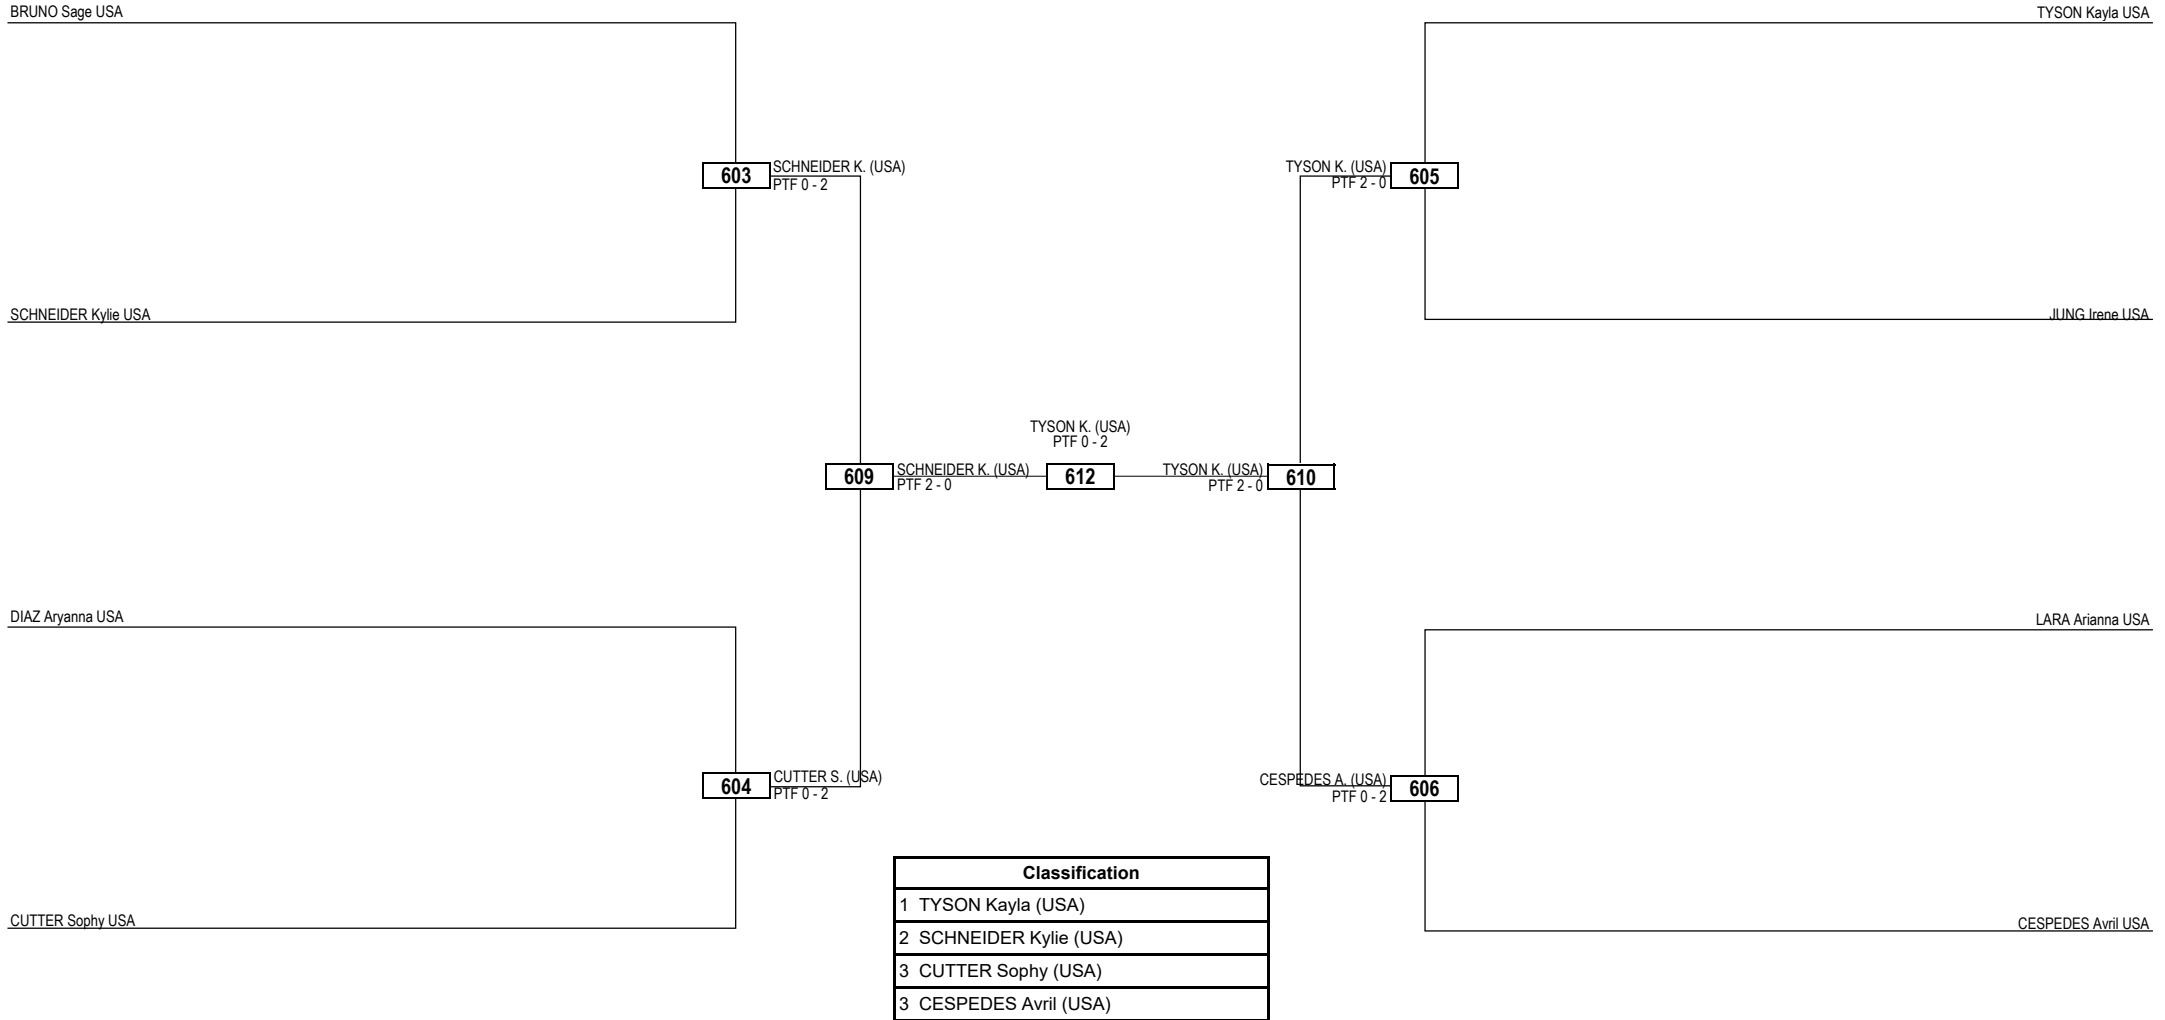 BRUNO Sage USA
TYSON Kayla USA
603
SCHNEIDER K. (USA)
PTF 0 - 2
TYSON K. (USA)
PTF 2 - 0
605
SCHNEIDER Kylie USA
JUNG Irene USA
TYSON K. (USA)
PTF 0 - 2
609
SCHNEIDER K. (USA)
PTF 2 - 0
612
TYSON K. (USA)
PTF 2 - 0
610
DIAZ Aryanna USA
LARA Arianna USA
604
CUTTER S. (USA)
PTF 0 - 2
CESPEDES A. (USA)
PTF 0 - 2
606
CUTTER Sophy USA
CESPEDES Avril USA
Classification
1 TYSON Kayla (USA)
2 SCHNEIDER Kylie (USA)
3 CUTTER Sophy (USA)
3 CESPEDES Avril (USA)